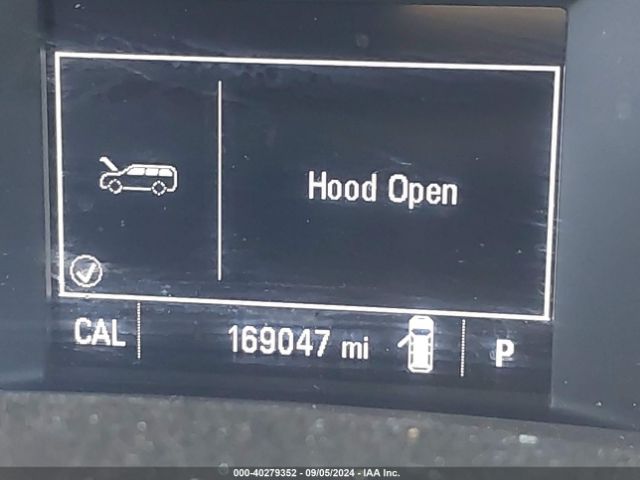 Hood Open
CAL 169047 mi P
000-40279352 - 09/05/2024 - IAA Inc.